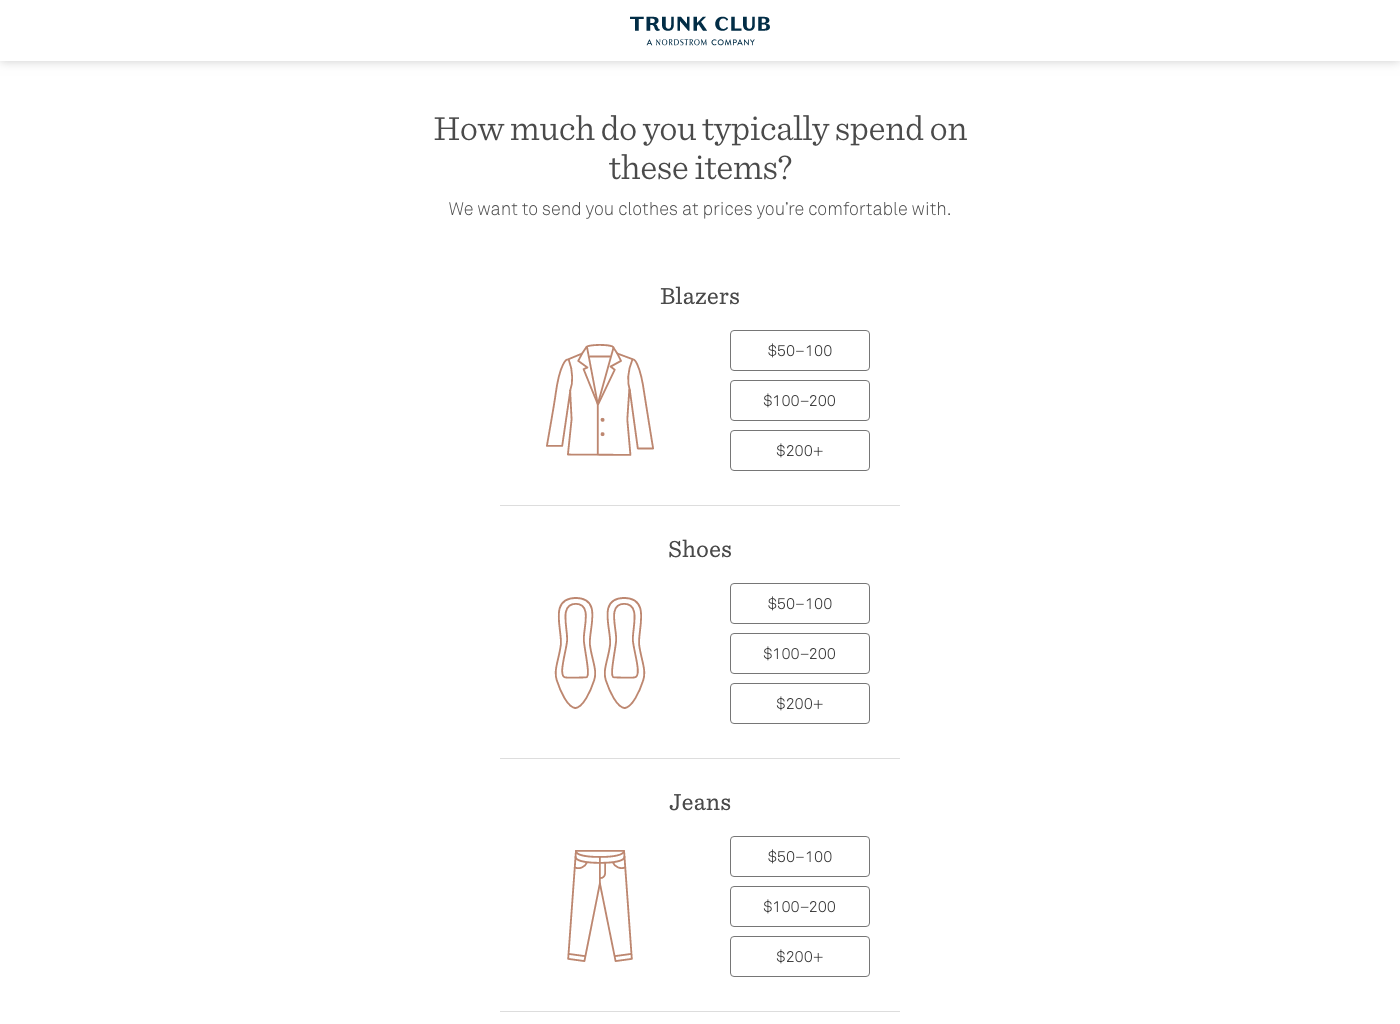 TRUNK CLUB
A NORDSTROM COMPANY
How much do you typically spend on
these items?
We want to send you clothes at prices you're comfortable with.
Blazers
$50–100
$100–200
$200+
Shoes
$50–100
$100–200
$200+
Jeans
$50–100
$100–200
$200+